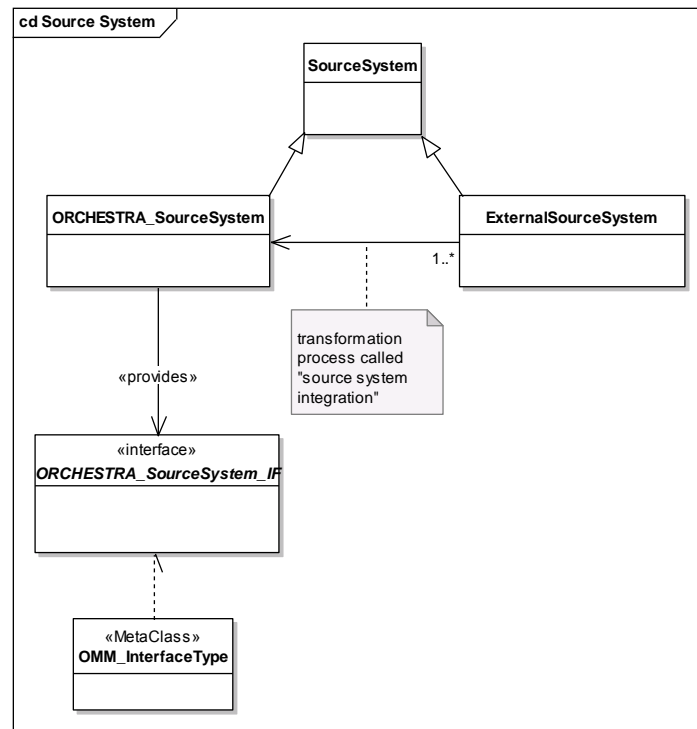 cd Source System
SourceSystem
ORCHESTRA_SourceSystem
ExternalSourceSystem
1..*
transformation
process called
"source system
integration"
«provides»
«interface»
ORCHESTRA_SourceSystem_IF
«MetaClass»
OMM_InterfaceType